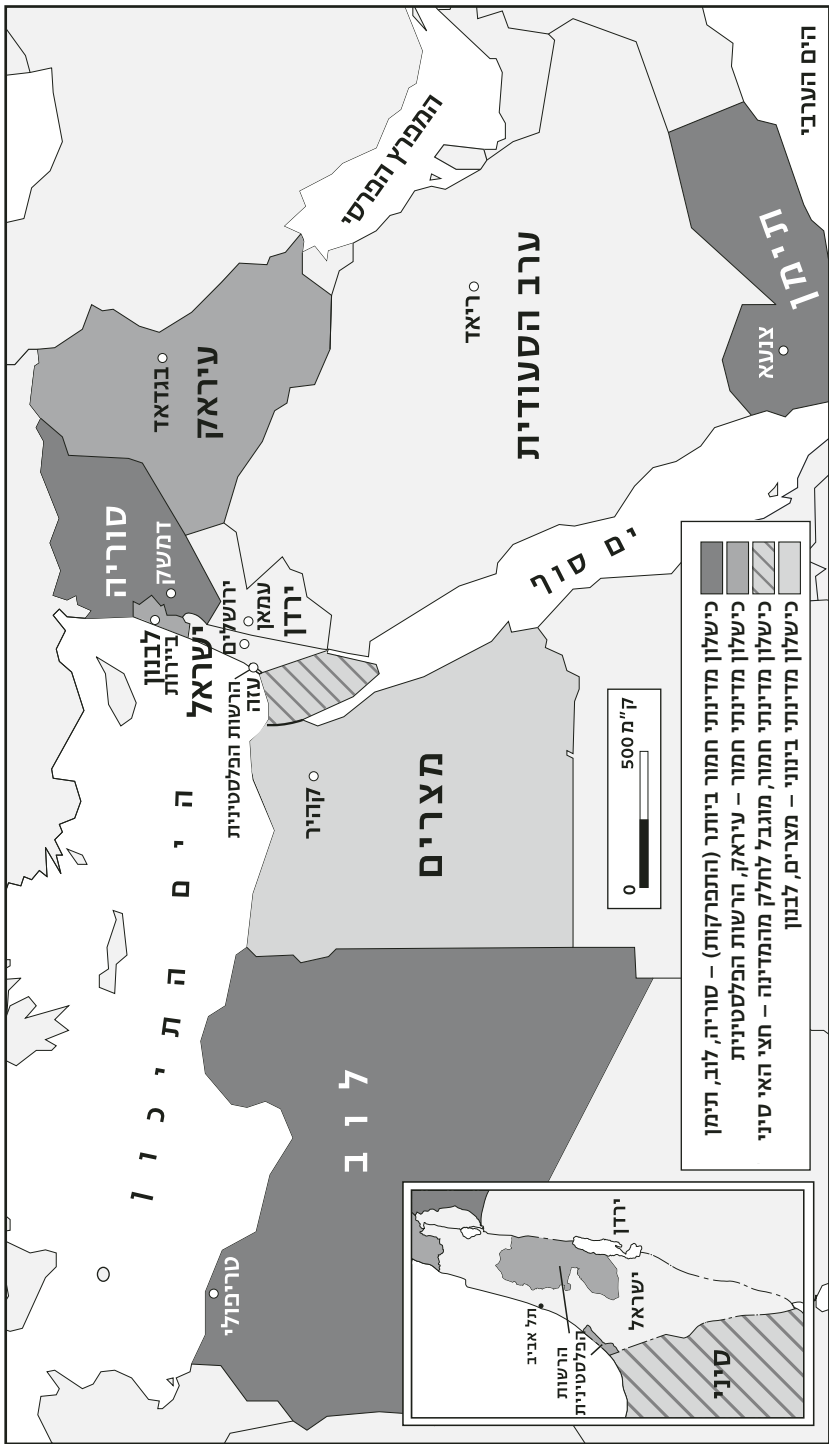 הים הערבי
המפרץ הפרסי
תימן
צנעא
ערב הסעודית
ריאד
עיראק
בגדאד
סוריה
דמשק
לבנון
ביירות
ישראל
ירושלים
עמאן
ירדן
עזה
הרשות הפלסטינית
ים סוף
מצרים
קהיר
הים התיכון
לוב
טריפולי
0
500 ק"מ
כישלון מדינתי חמור ביותר (התפרקות) – סוריה, לוב, תימן
כישלון מדינתי חמור – עיראק, הרשות הפלסטינית
כישלון מדינתי חמור, מוגבל לחלק מהמדינה – חצי האי סיני
כישלון מדינתי בינוני – מצרים, לבנון
ירדן
ישראל
תל אביב
הרשות
הפלסטינית
סיני